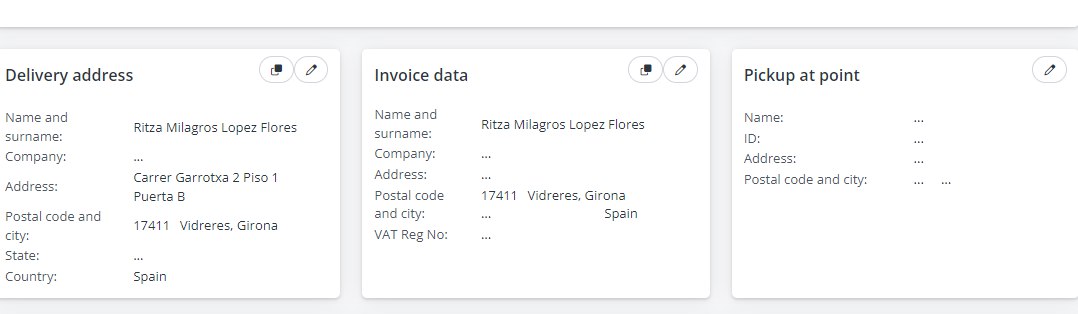 Delivery address
Name and
surname:
Ritza Milagros Lopez Flores
Company:
...
Address:
Carrer Garrotxa 2 Piso 1
Puerta B
Postal code and
city:
17411 Vidreres, Girona
State:
...
Country:
Spain
Invoice data
Name and
surname:
Ritza Milagros Lopez Flores
Company:
...
Address:
...
Postal code
and city:
17411 Vidreres, Girona
... Spain
VAT Reg No:
...
Pickup at point
Name:
...
ID:
...
Address:
...
Postal code and city:
... ...